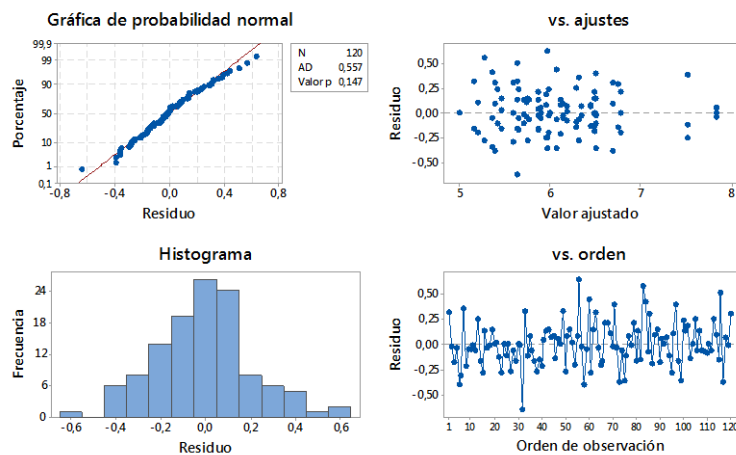 Gráfica de probabilidad normal
99,9
99
90
50
10
1
0,1
Porcentaje
-0,8
-0,4
0,0
0,4
0,8
Residuo
N 120
AD 0,557
Valor p 0,147
vs. ajustes
0,50
0,25
0,00
-0,25
-0,50
Residuo
5
6
7
8
Valor ajustado
Histograma
24
18
12
6
0
Frecuencia
-0,6
-0,4
-0,2
0,0
0,2
0,4
0,6
Residuo
vs. orden
0,50
0,25
0,00
-0,25
-0,50
Residuo
1 10 20 30 40 50 60 70 80 90 100 110 120
Orden de observación